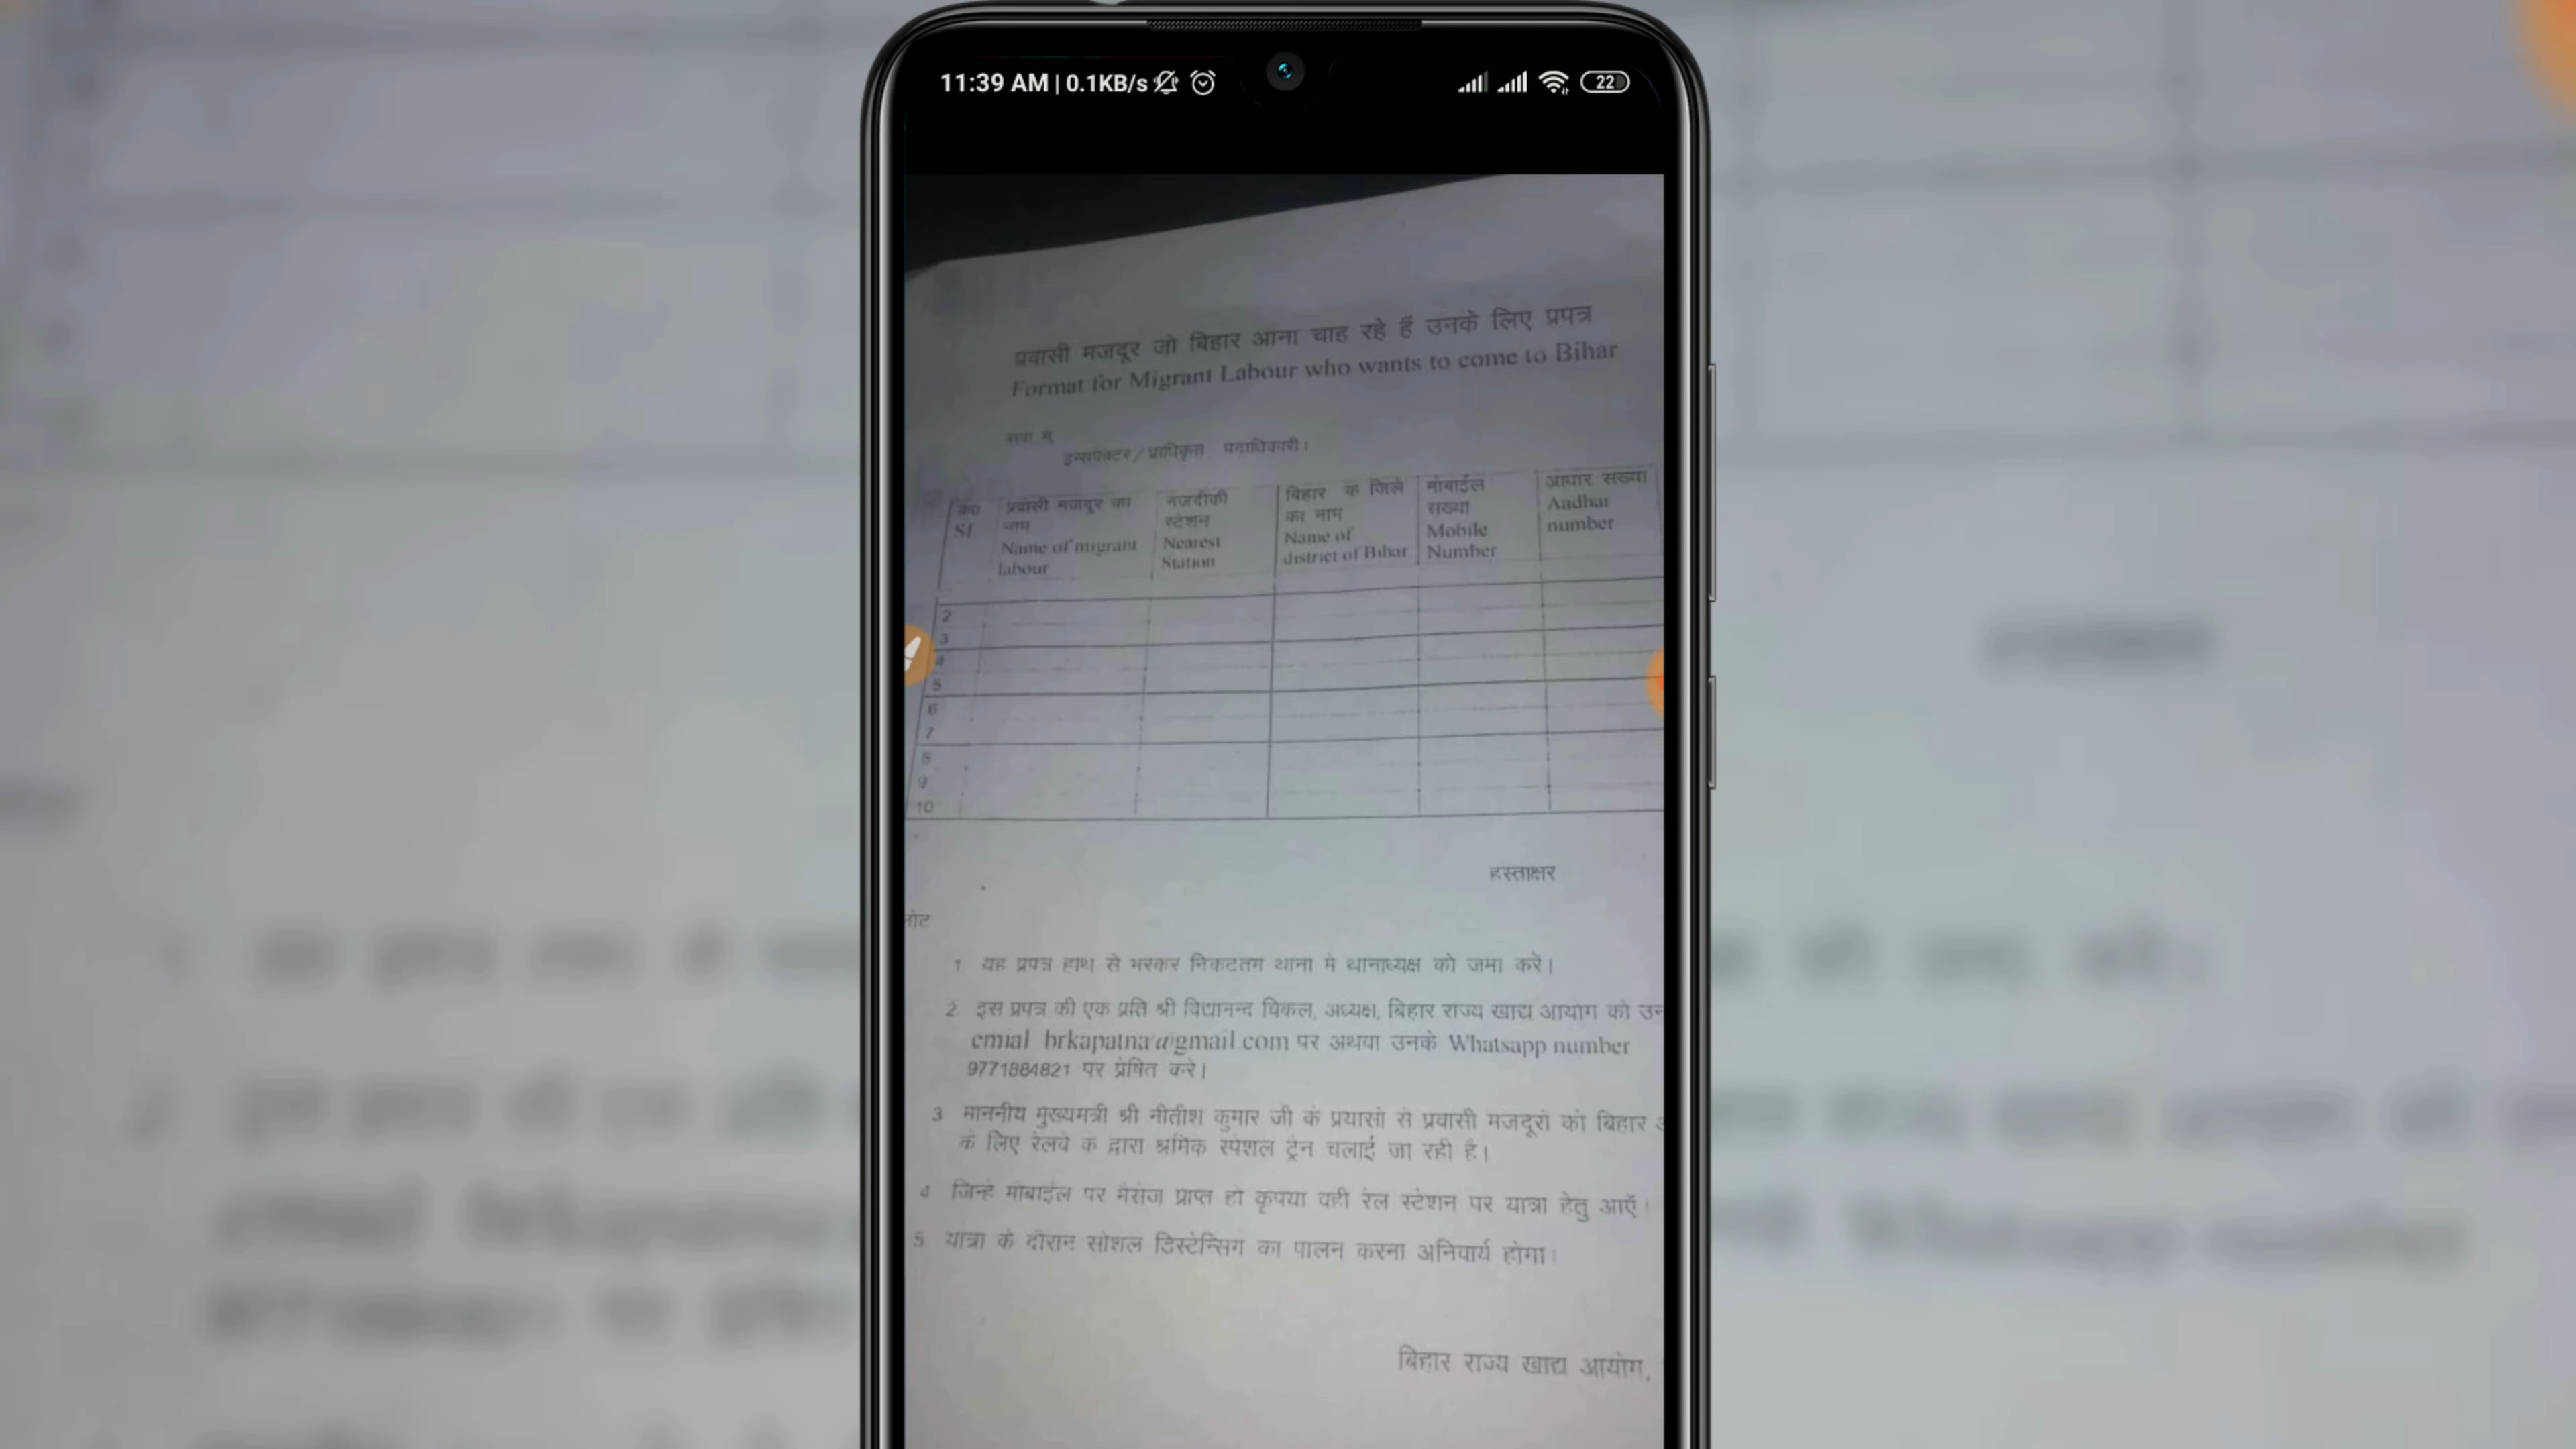 11:39 AM | 0.1KB/s
22
प्रवासी मजदूर जो बिहार आना चाह रहे हैं उनके लिए प्रपत्र
Format for Migrant Labour who wants to come to Bihar
सेवा में
इन्सपेक्टर/प्राधिकृत पदाधिकारी।
क्र0 Sl
प्रवासी मजदूर का नाम Name of migrant labour
नजदीकी स्टेशन Nearest Station
बिहार के जिले का नाम Name of district of Bihar
मोबाईल संख्या Mobile Number
आधार संख्या Aadhar number
2
3
4
5
6
7
8
9
10
हस्ताक्षर
नोट
1 यह प्रपत्र हाथ से भरकर निकटतम थाना में थानाध्यक्ष को जमा करें।
2 इस प्रपत्र की एक प्रति श्री विद्यानन्द विकल, अध्यक्ष, बिहार राज्य खाद्य आयोग को उन
emial brkapatna@gmail.com पर अथवा उनके Whatsapp number
9771884821 पर प्रेषित करे।
3 माननीय मुख्यमंत्री श्री नीतीश कुमार जी के प्रयासों से प्रवासी मजदूरों को बिहार
के लिए रेलवे के द्वारा श्रमिक स्पेशल ट्रेन चलाई जा रही है।
4 जिन्हे मोबाईल पर मैसेज प्राप्त हो कृपया वही रेल स्टेशन पर यात्रा हेतु आएँ।
5 यात्रा के दौरान सोशल डिस्टेन्सिंग का पालन करना अनिवार्य होगा।
बिहार राज्य खाद्य आयोग,